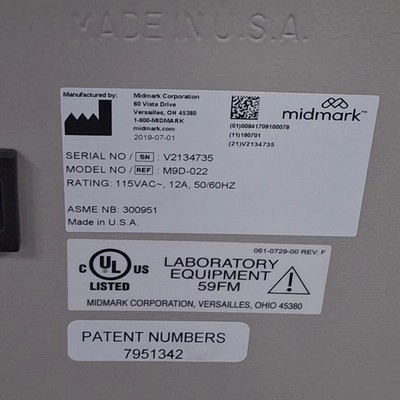 MADE IN U.S.A.
Manufactured by:
Midmark Corporation
60 Vista Drive
Versailles, OH 45380
1-800-MIDMARK
midmark.com
2019-07-01
(01)00841709100079
(11)190701
(21)V2134735
midmark™
SERIAL NO / SN : V2134735
MODEL NO / REF : M9D-022
RATING: 115VAC~, 12A, 50/60HZ
ASME NB: 300951
Made in U.S.A.
061-0729-00 REV. F
C UL US
LISTED
LABORATORY
EQUIPMENT
59FM
MIDMARK CORPORATION, VERSAILLES, OHIO 45380
PATENT NUMBERS
7951342